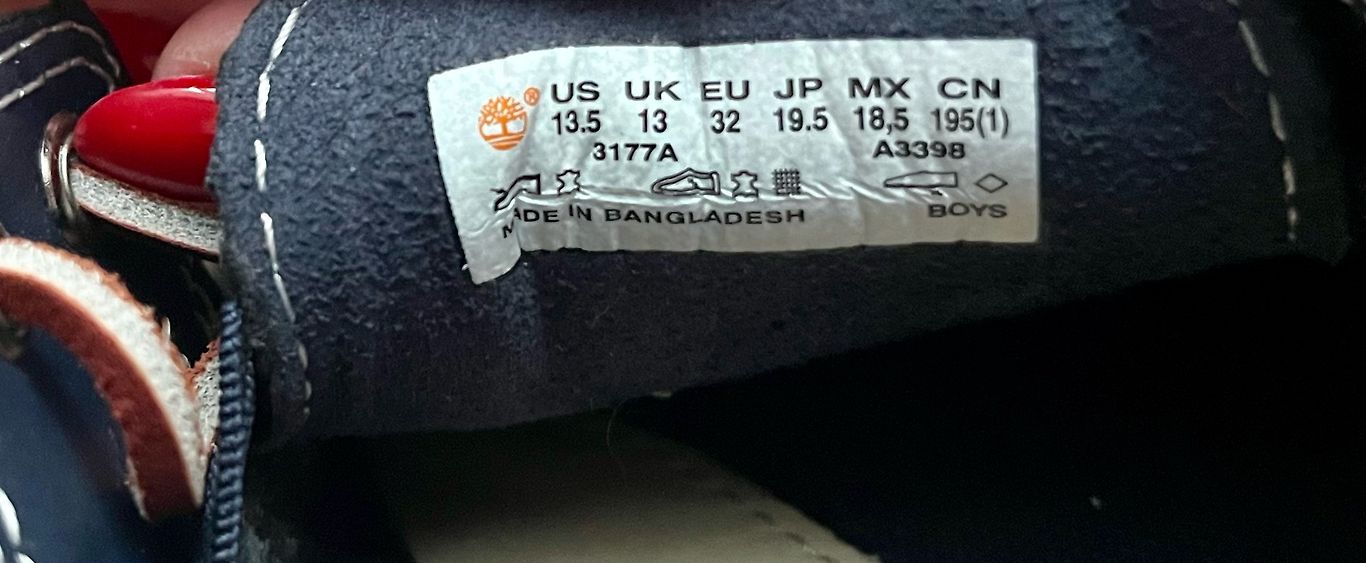 ® US UK EU JP MX CN
13.5 13 32 19.5 18,5 195(1)
3177A A3398
MADE IN BANGLADESH BOYS